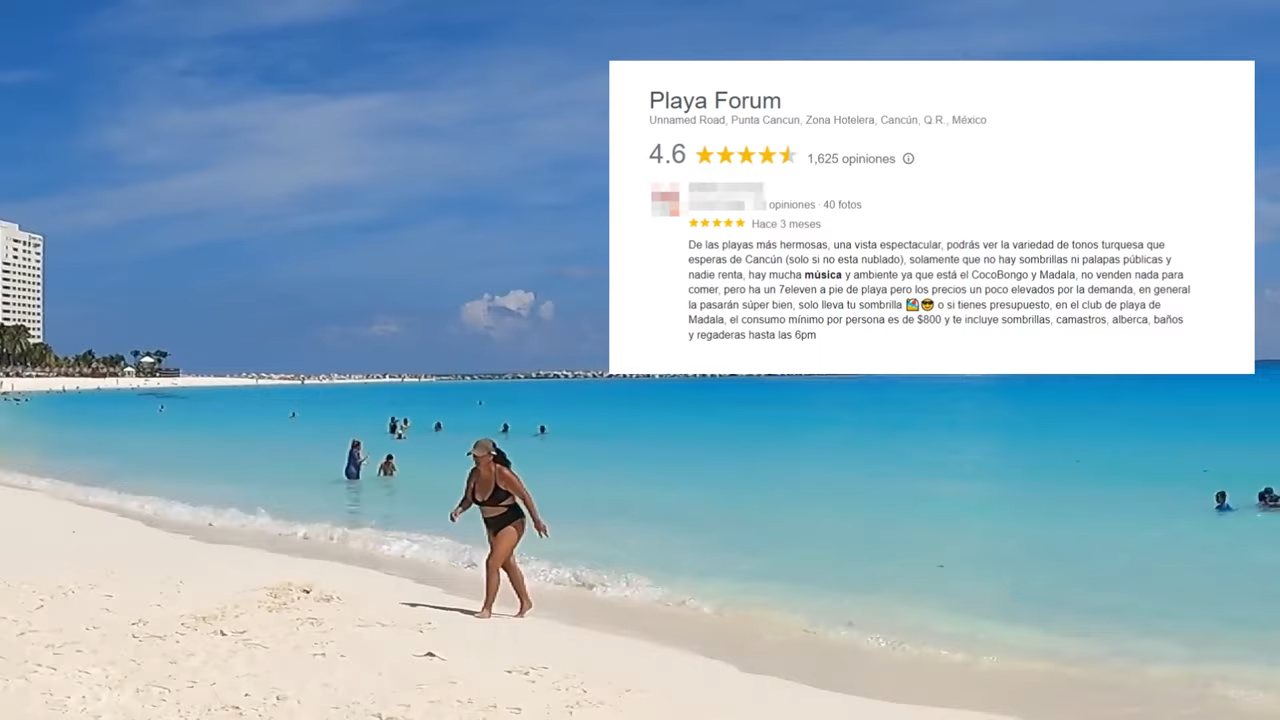 Playa Forum
Unnamed Road, Punta Cancun, Zona Hotelera, Cancún, Q.R., México
4.6 1,625 opiniones
opiniones · 40 fotos
Hace 3 meses
De las playas más hermosas, una vista espectacular, podrás ver la variedad de tonos turquesa que
esperas de Cancún (solo si no esta nublado), solamente que no hay sombrillas ni palapas públicas y
nadie renta, hay mucha música y ambiente ya que está el CocoBongo y Madala, no venden nada para
comer, pero ha un 7eleven a pie de playa pero los precios un poco elevados por la demanda, en general
la pasarán súper bien, solo lleva tu sombrilla 🏖️😎 o si tienes presupuesto, en el club de playa de
Madala, el consumo mínimo por persona es de $800 y te incluye sombrillas, camastros, alberca, baños
y regaderas hasta las 6pm